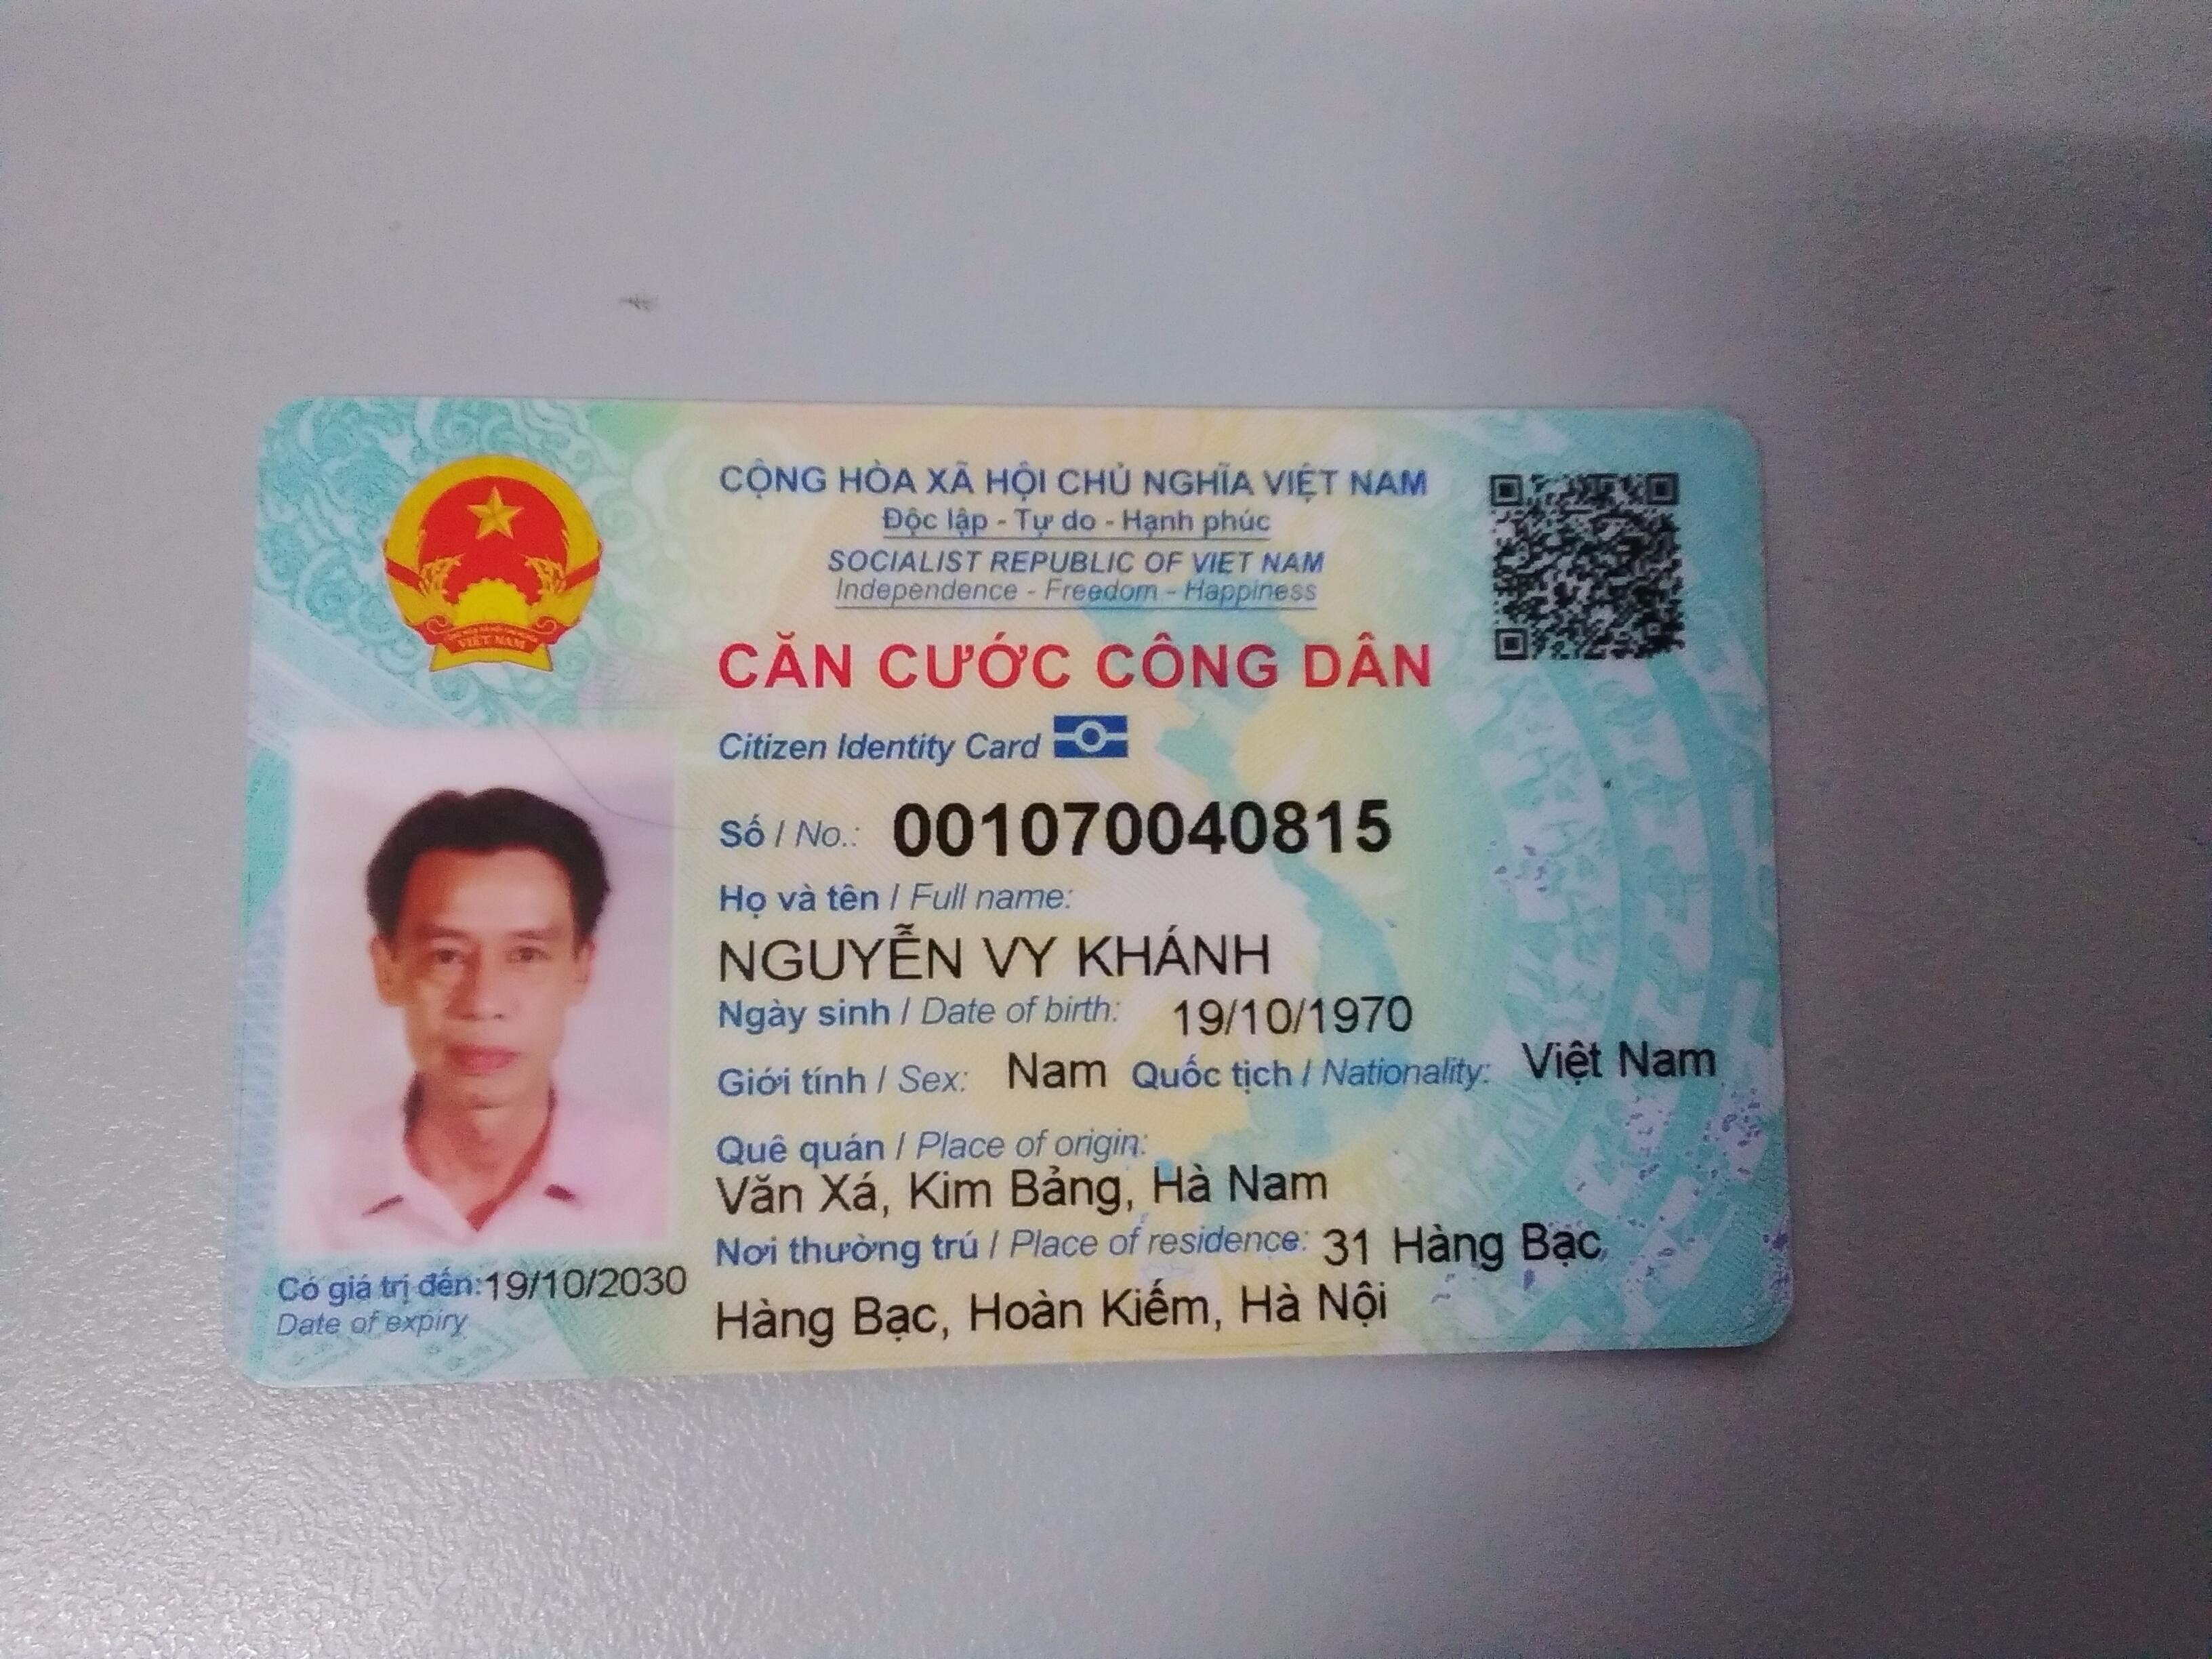 CỘNG HÒA XÃ HỘI CHỦ NGHĨA VIỆT NAM
Độc lập - Tự do - Hạnh phúc
SOCIALIST REPUBLIC OF VIET NAM
Independence - Freedom - Happiness
VIỆT NAM
CĂN CƯỚC CÔNG DÂN
Citizen Identity Card
Số / No.: 001070040815
Họ và tên / Full name:
NGUYỄN VY KHÁNH
Ngày sinh / Date of birth: 19/10/1970
Giới tính / Sex: Nam Quốc tịch / Nationality: Việt Nam
Quê quán / Place of origin:
Văn Xá, Kim Bảng, Hà Nam
Nơi thường trú / Place of residence: 31 Hàng Bạc,
Hàng Bạc, Hoàn Kiếm, Hà Nội
Có giá trị đến: 19/10/2030
Date of expiry